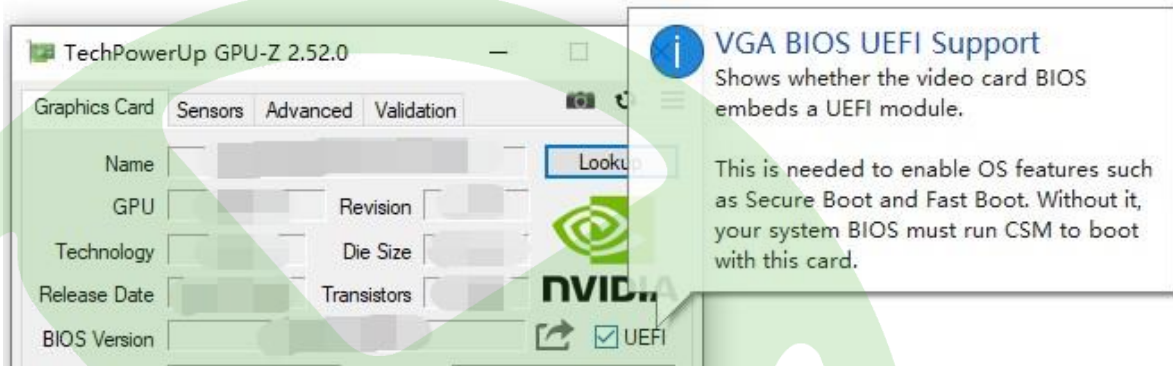 TechPowerUp GPU-Z 2.52.0
Graphics Card Sensors Advanced Validation
Name Lookup
GPU Revision
Technology Die Size
Release Date Transistors
NVIDIA
BIOS Version UEFI
VGA BIOS UEFI Support
Shows whether the video card BIOS
embeds a UEFI module.
This is needed to enable OS features such
as Secure Boot and Fast Boot. Without it,
your system BIOS must run CSM to boot
with this card.